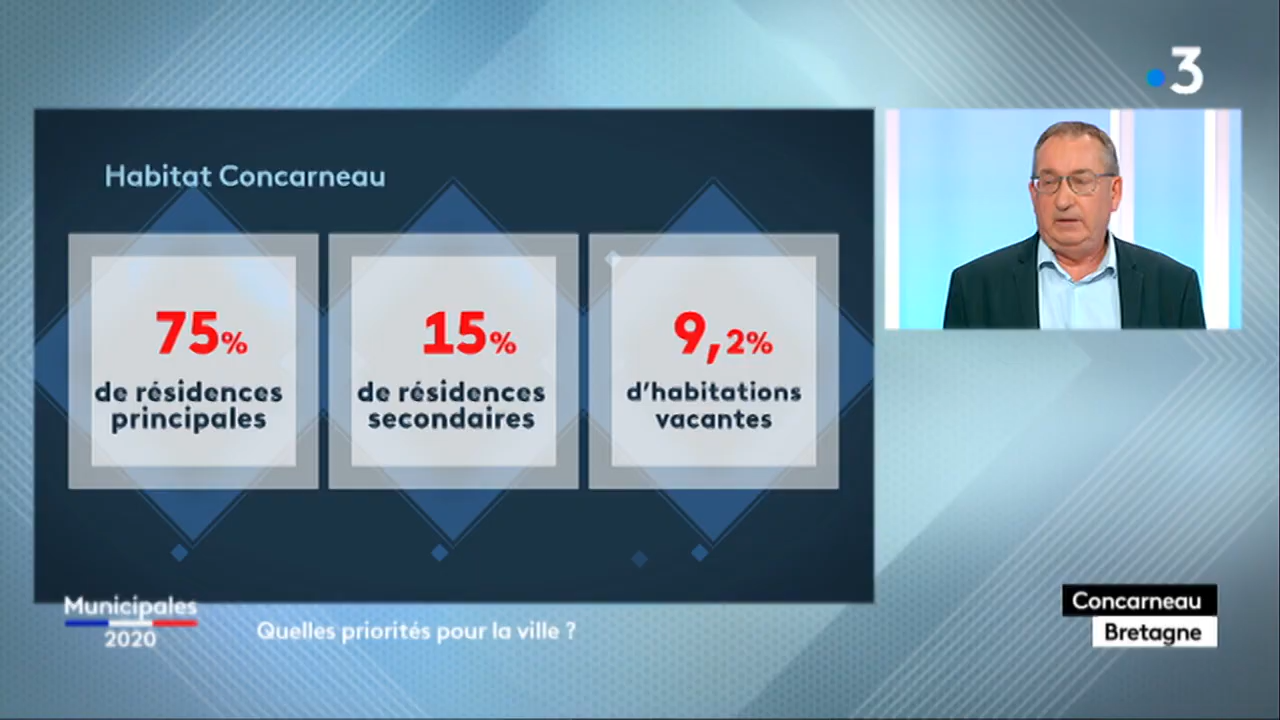 3
Habitat Concarneau
75%
de résidences
principales
15%
de résidences
secondaires
9,2%
d'habitations
vacantes
Municipales
2020
Quelles priorités pour la ville ?
Concarneau
Bretagne